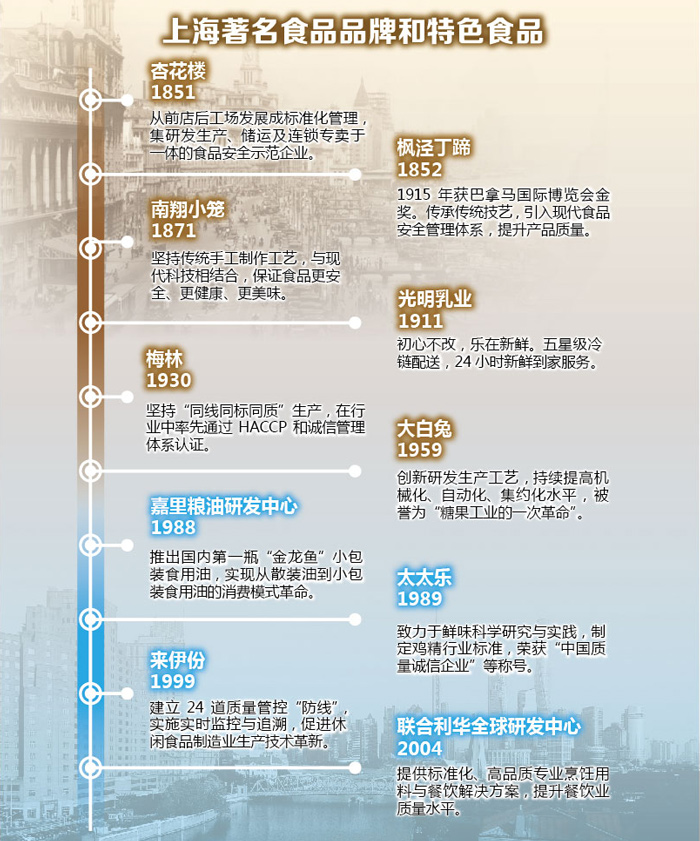 上海著名食品品牌和特色食品
杏花楼
1851
从前店后工场发展成标准化管理，
集研发生产、储运及连锁专卖于
一体的食品安全示范企业。
枫泾丁蹄
1852
1915 年获巴拿马国际博览会金
奖。传承传统技艺，引入现代食品
安全管理体系，提升产品质量。
南翔小笼
1871
坚持传统手工制作工艺，与现
代科技相结合，保证食品更安
全、更健康、更美味。
光明乳业
1911
初心不改，乐在新鲜。五星级冷
链配送，24 小时新鲜到家服务。
梅林
1930
坚持“同线同标同质”生产，在行
业中率先通过 HACCP 和诚信管理
体系认证。
大白兔
1959
创新研发生产工艺，持续提高机
械化、自动化、集约化水平，被
誉为“糖果工业的一次革命”。
嘉里粮油研发中心
1988
推出国内第一瓶“金龙鱼”小包
装食用油，实现从散装油到小包
装食用油的消费模式革命。
太太乐
1989
致力于鲜味科学研究与实践，制
定鸡精行业标准，荣获“中国质
量诚信企业”等称号。
来伊份
1999
建立 24 道质量管控“防线”，
实施实时监控与追溯，促进休
闲食品制造业生产技术革新。
联合利华全球研发中心
2004
提供标准化、高品质专业烹饪用
料与餐饮解决方案，提升餐饮业
质量水平。